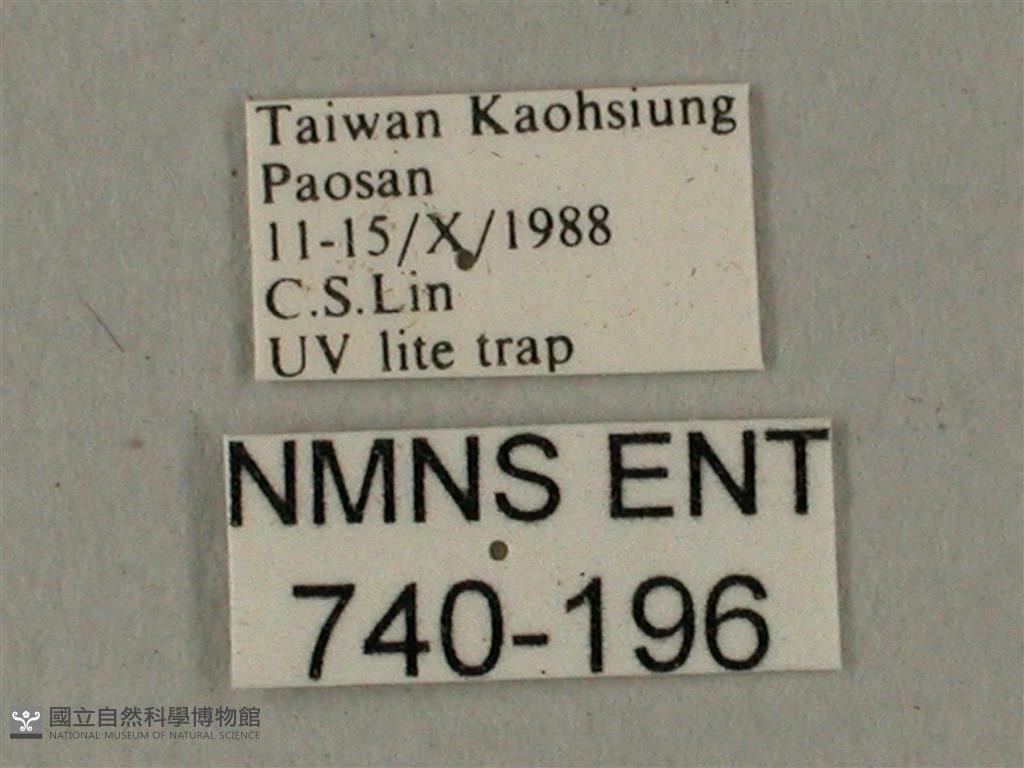 Taiwan Kaohsiung
Paosan
11-15/X/1988
C.S.Lin
UV lite trap
NMNS ENT
740-196
國立自然科學博物館
NATIONAL MUSEUM OF NATURAL SCIENCE